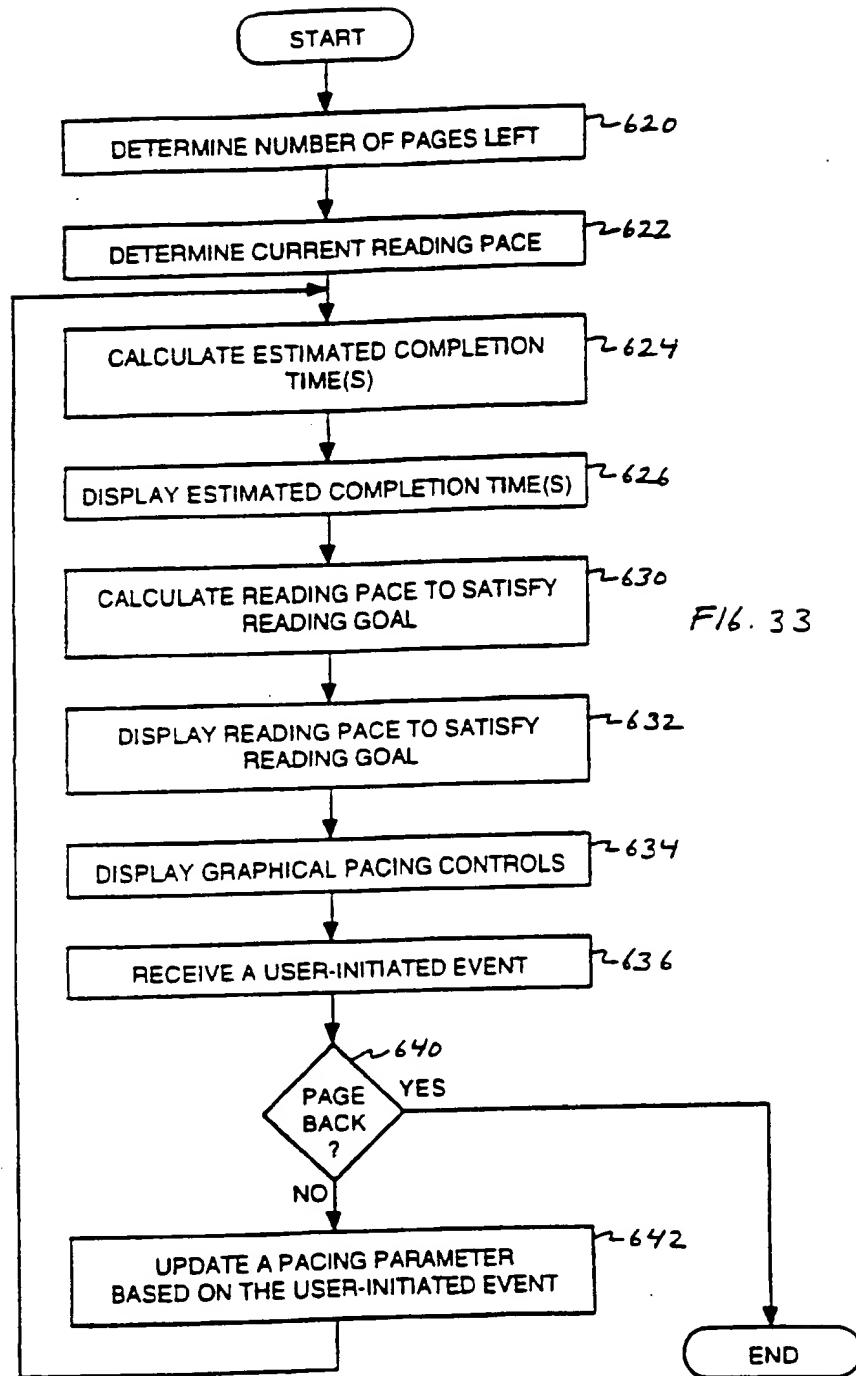 START
DETERMINE NUMBER OF PAGES LEFT
620
DETERMINE CURRENT READING PACE
622
CALCULATE ESTIMATED COMPLETION
TIME(S)
624
DISPLAY ESTIMATED COMPLETION TIME(S)
626
CALCULATE READING PACE TO SATISFY
READING GOAL
630
FIG. 33
DISPLAY READING PACE TO SATISFY
READING GOAL
632
DISPLAY GRAPHICAL PACING CONTROLS
634
RECEIVE A USER-INITIATED EVENT
636
640
PAGE
BACK
?
YES
NO
UPDATE A PACING PARAMETER
BASED ON THE USER-INITIATED EVENT
642
END